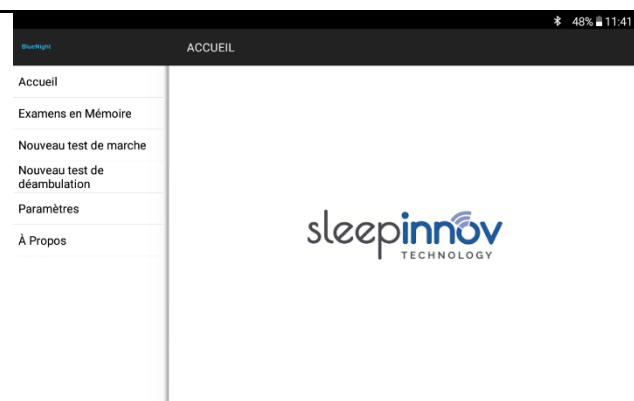 48% 11:41
BlueNight
ACCUEIL
Accueil
Examens en Mémoire
Nouveau test de marche
Nouveau test de
déambulation
Paramètres
À Propos
sleepinnov
TECHNOLOGY